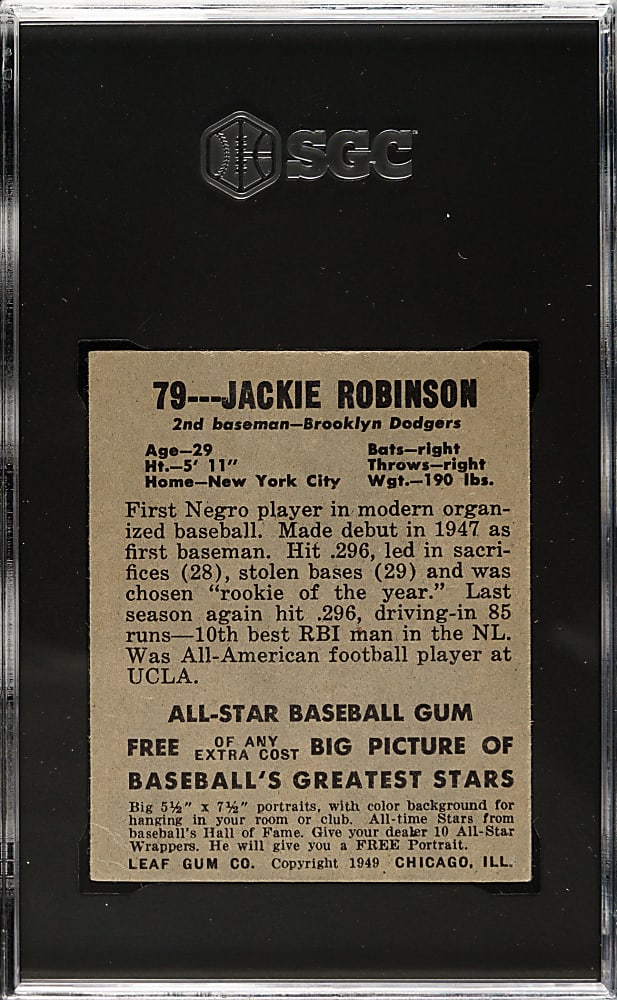 SGC
79---JACKIE ROBINSON
2nd baseman—Brooklyn Dodgers
Age—29 Bats—right
Ht.—5' 11" Throws—right
Home—New York City Wgt.—190 lbs.
First Negro player in modern organ-
ized baseball. Made debut in 1947 as
first baseman. Hit .296, led in sacri-
fices (28), stolen bases (29) and was
chosen "rookie of the year." Last
season again hit .296, driving-in 85
runs—10th best RBI man in the NL.
Was All-American football player at
UCLA.
ALL-STAR BASEBALL GUM
FREE OF ANY EXTRA COST BIG PICTURE OF
BASEBALL'S GREATEST STARS
Big 5½" x 7½" portraits, with color background for
hanging in your room or club. All-time Stars from
baseball's Hall of Fame. Give your dealer 10 All-Star
Wrappers. He will give you a FREE Portrait.
LEAF GUM CO. Copyright 1949 CHICAGO, ILL.